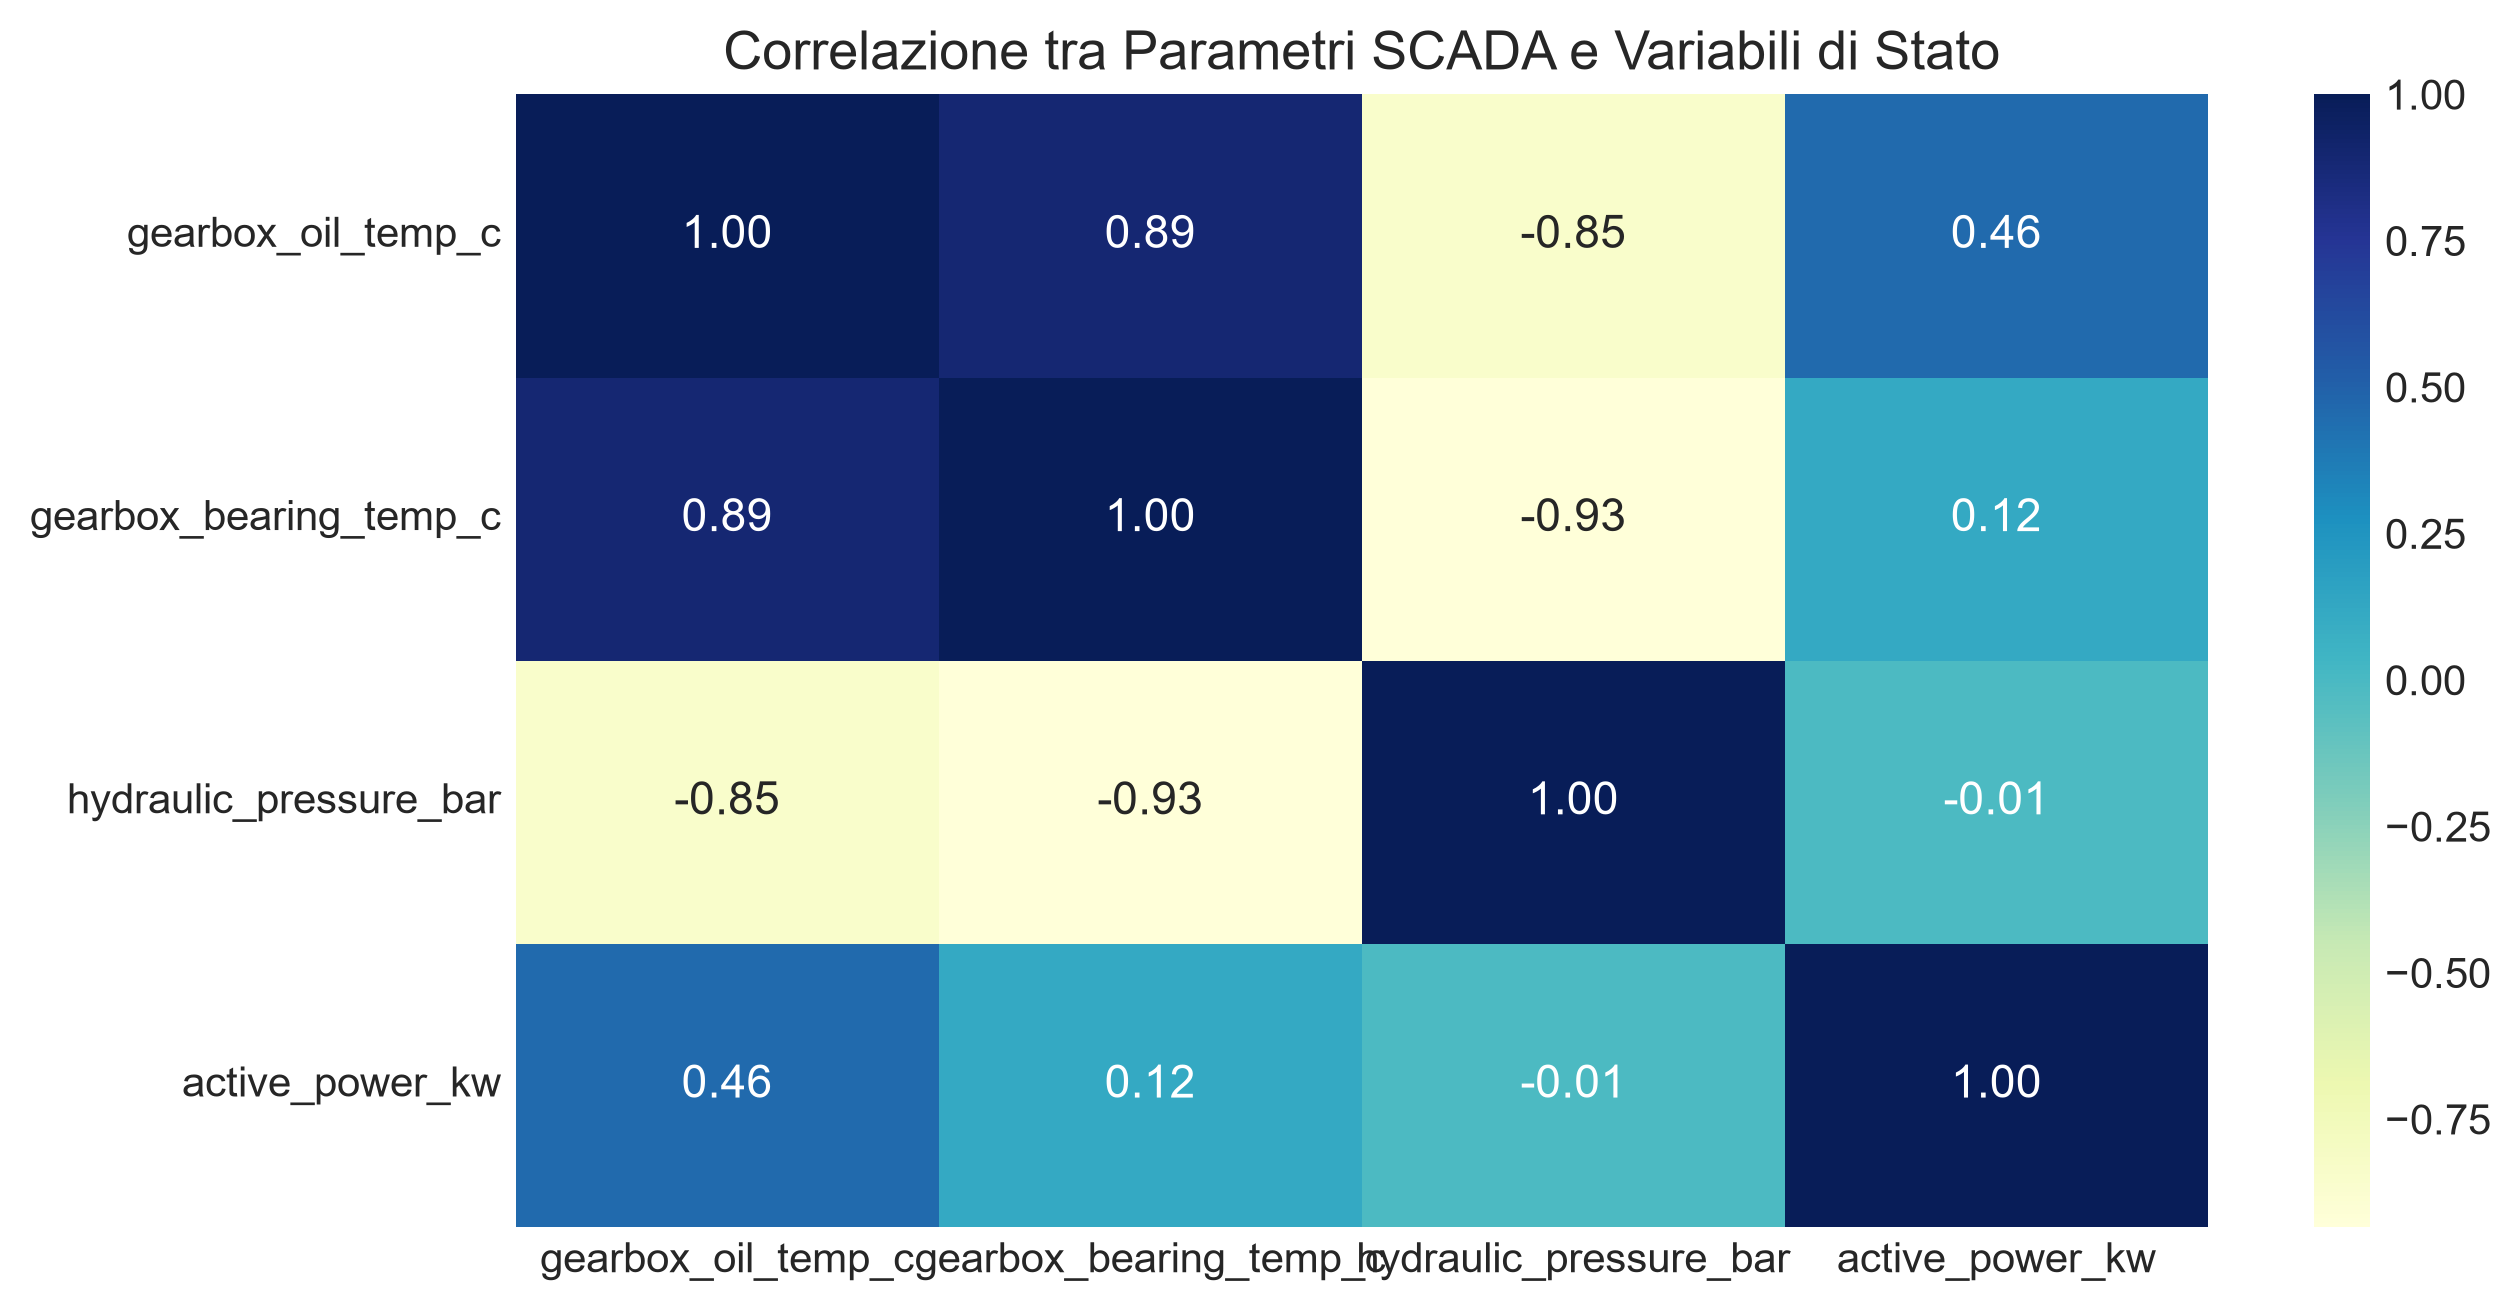 Correlazione tra Parametri SCADA e Variabili di Stato
gearbox_oil_temp_c 1.00 0.89 -0.85 0.46
gearbox_bearing_temp_c 0.89 1.00 -0.93 0.12
hydraulic_pressure_bar -0.85 -0.93 1.00 -0.01
active_power_kw 0.46 0.12 -0.01 1.00
gearbox_oil_temp_c gearbox_bearing_temp_c hydraulic_pressure_bar active_power_kw
1.00
0.75
0.50
0.25
0.00
−0.25
−0.50
−0.75